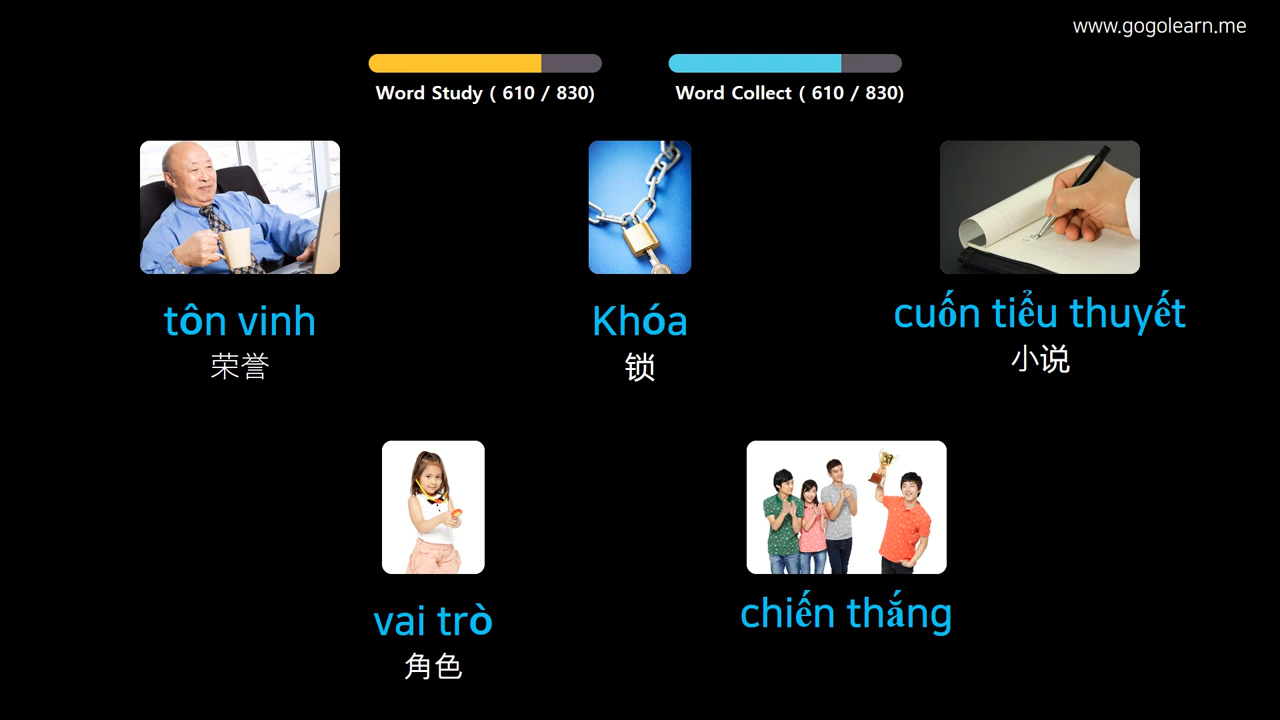 www.gogolearn.me
Word Study ( 610 / 830)
Word Collect ( 610 / 830)
tôn vinh
荣誉
Khóa
锁
cuốn tiểu thuyết
小说
vai trò
角色
chiến thắng